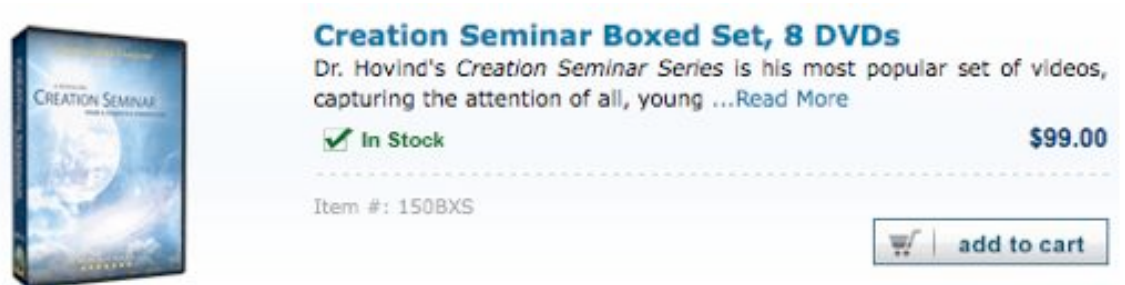 Creation Seminar Boxed Set, 8 DVDs
Dr. Hovind's Creation Seminar Series is his most popular set of videos,
capturing the attention of all, young ...Read More
In Stock
$99.00
Item #: 150BXS
add to cart
CREATION SEMINAR